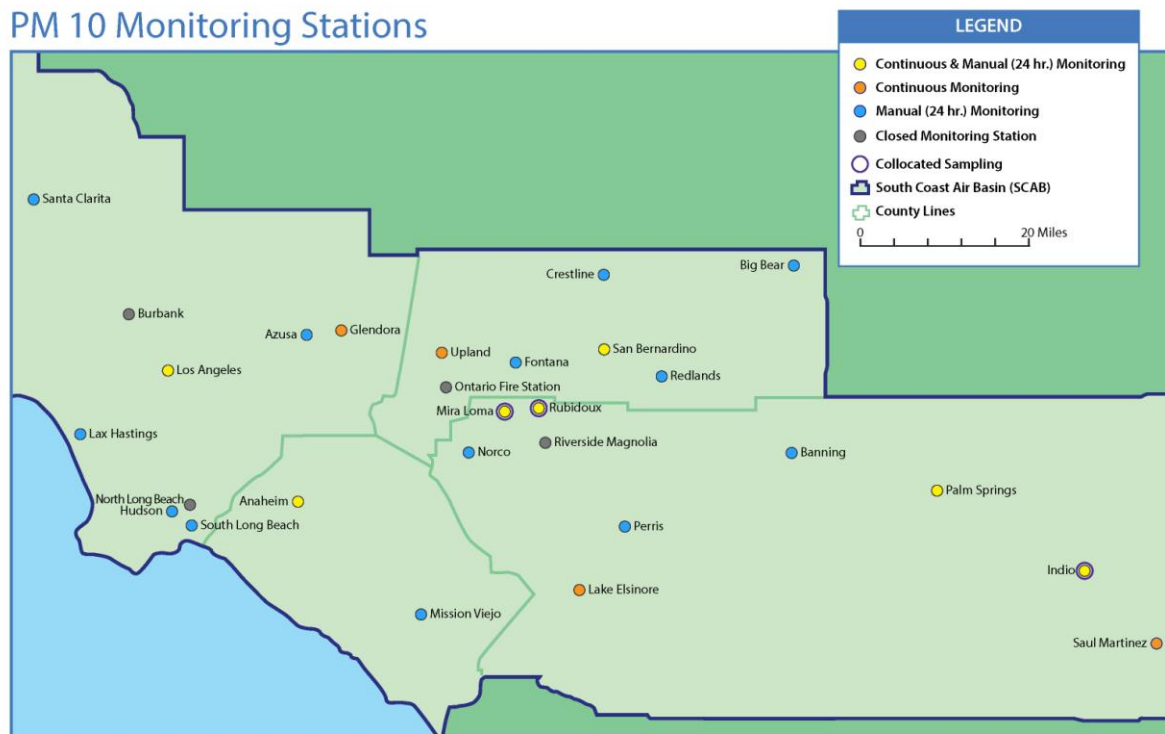 PM 10 Monitoring Stations
LEGEND
Continuous & Manual (24 hr.) Monitoring
Continuous Monitoring
Manual (24 hr.) Monitoring
Closed Monitoring Station
Collocated Sampling
South Coast Air Basin (SCAB)
County Lines
0 20 Miles
Santa Clarita
Big Bear
Crestline
Burbank
Azusa
Glendora
Upland
San Bernardino
Fontana
Los Angeles
Redlands
Ontario Fire Station
Mira Loma
Rubidoux
Lax Hastings
Riverside Magnolia
Norco
Banning
Palm Springs
North Long Beach
Anaheim
Hudson
South Long Beach
Perris
Indio
Lake Elsinore
Mission Viejo
Saul Martinez